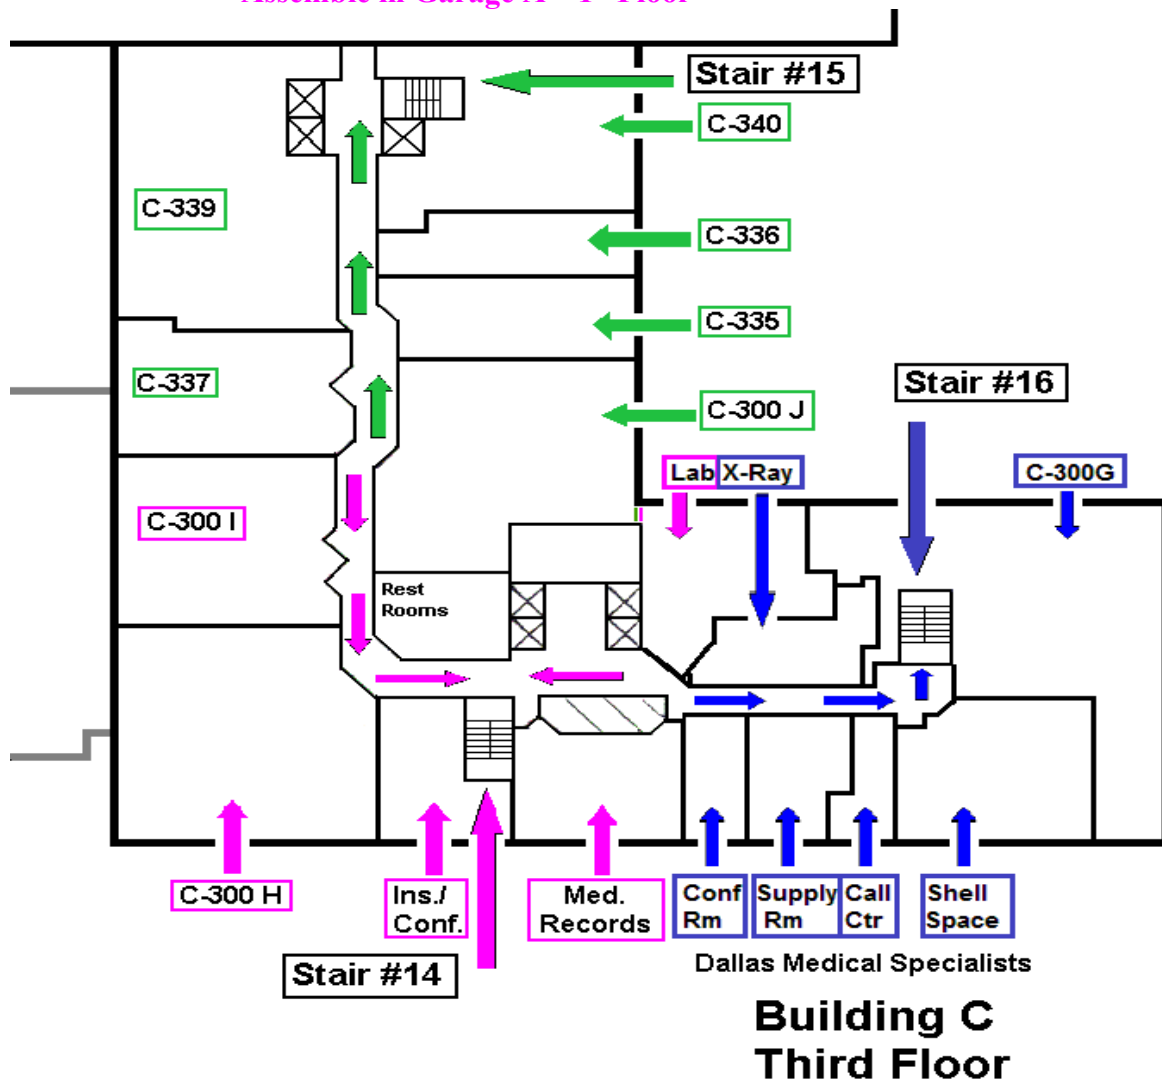 Stair #15
C-340
C-339
C-336
C-335
C-337
Stair #16
C-300 J
Lab
X-Ray
C-300G
C-300 I
Rest
Rooms
C-300 H
Ins./
Conf.
Med.
Records
Conf
Rm
Supply
Rm
Call
Ctr
Shell
Space
Stair #14
Dallas Medical Specialists
Building C
Third Floor